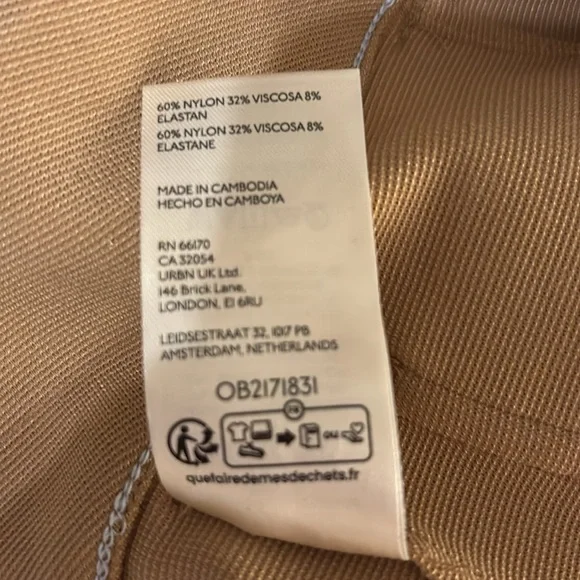 60% NYLON 32% VISCOSA 8%
ELASTAN
60% NYLON 32% VISCOSA 8%
ELASTANE
MADE IN CAMBODIA
HECHO EN CAMBOYA
RN 66170
CA 32054
URBN UK Ltd.
146 Brick Lane,
LONDON, E1 6RU
LEIDSESTRAAT 32, 1017 PB
AMSTERDAM, NETHERLANDS
OB2171831
FR
ou
quefairedemesdechets.fr